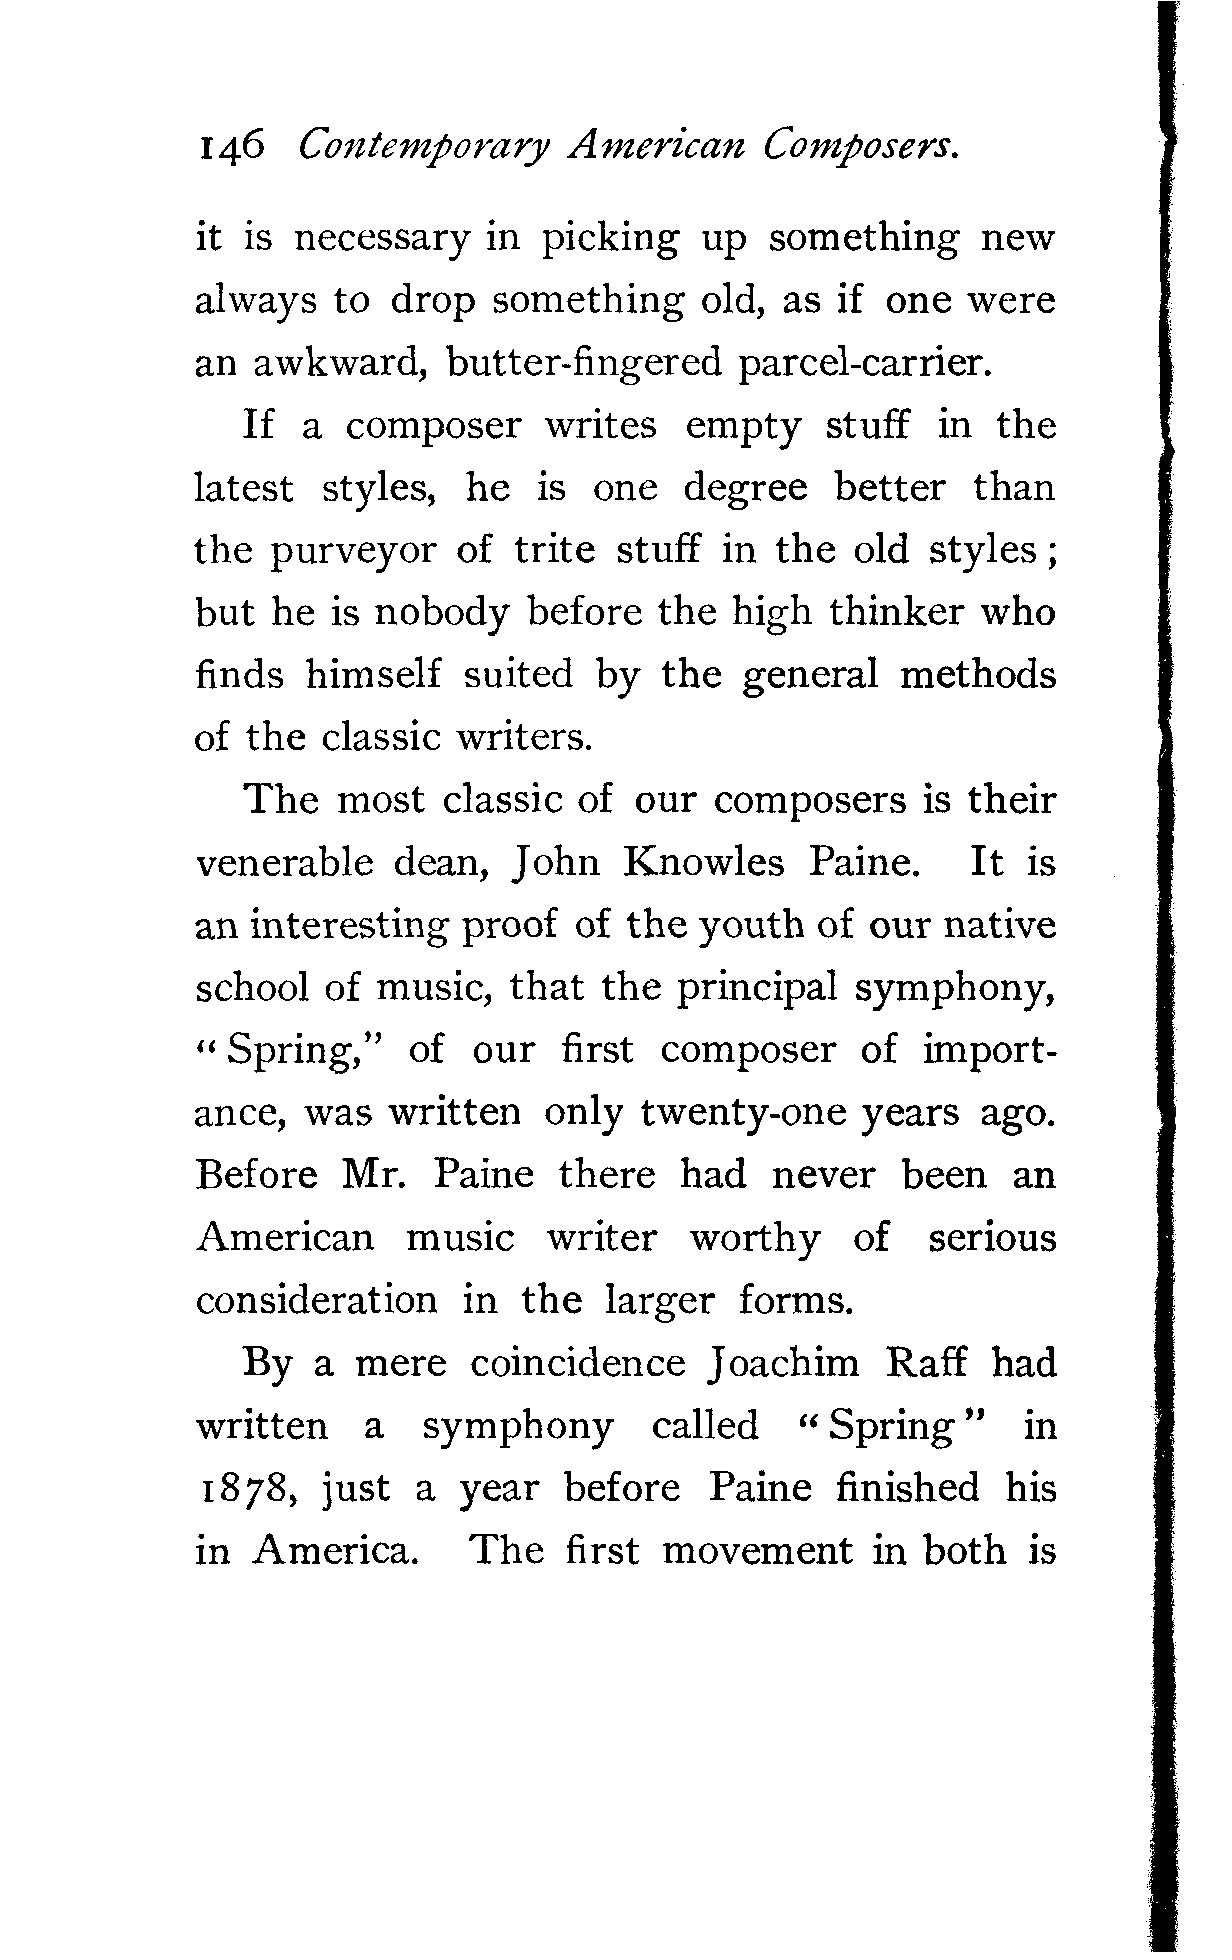 146 Contemporary American Composers.
it is necessary in picking up something new
always to drop something old, as if one were
an awkward, butter-fingered parcel-carrier.
If a composer writes empty stuff in the
latest styles, he is one degree better than
the purveyor of trite stuff in the old styles;
but he is nobody before the high thinker who
finds himself suited by the general methods
of the classic writers.
The most classic of our composers is their
venerable dean, John Knowles Paine. It is
an interesting proof of the youth of our native
school of music, that the principal symphony,
“Spring,” of our first composer of import-
ance, was written only twenty-one years ago.
Before Mr. Paine there had never been an
American music writer worthy of serious
consideration in the larger forms.
By a mere coincidence Joachim Raff had
written a symphony called “Spring” in
1878, just a year before Paine finished his
in America. The first movement in both is